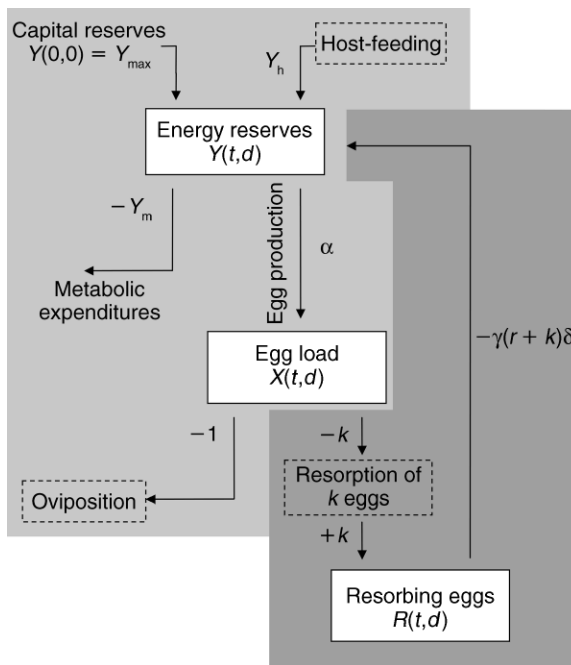 Capital reserves
Y(0,0) = Yₘₐₓ
Host-feeding
Yₕ
Energy reserves
Y(t,d)
−Yₘ
Egg production
α
Metabolic
expenditures
Egg load
X(t,d)
−γ(r + k)δ
−1
−k
Oviposition
Resorption of
k eggs
+k
Resorbing eggs
R(t,d)